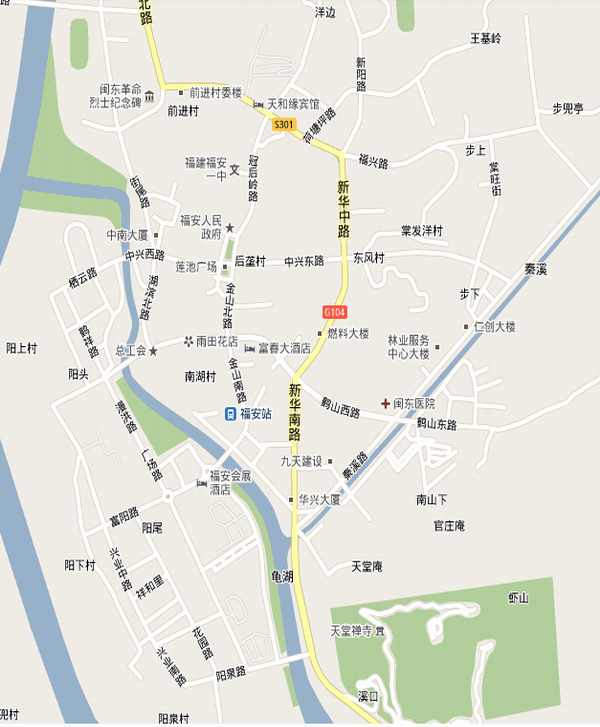 路
北路
洋边
王基岭
新阳路
闽东革命
烈士纪念碑
前进村委楼
前进村
天和缘宾馆
荷塘坪路
S301
步兜亭
步上
福兴路
棠旺街
冠后岭路
福建福安
一中
街尾路
新华中路
福安人民
政府
棠发洋村
中南大厦
中兴西路
莲池广场
后垄村
中兴东路
东风村
秦溪
栖云路
湖滨北路
金山北路
步下
G104
燃料大楼
仁创大楼
鹤祥路
阳上村
总工会
雨田花店
富春大酒店
林业服务
中心大楼
阳头
南湖村
金山南路
新华南路
福安站
鹤山西路
闽东医院
鹤山东路
广场路
九天建设
秦溪路
福安会展
酒店
华兴大厦
南山下
官庄庵
富阳路
阳尾
阳下村
兴业中路
祥和里
龟湖
天堂庵
虾山
花园路
天堂禅寺
兴业南路
阳泉路
溪口
兜村
阳泉村